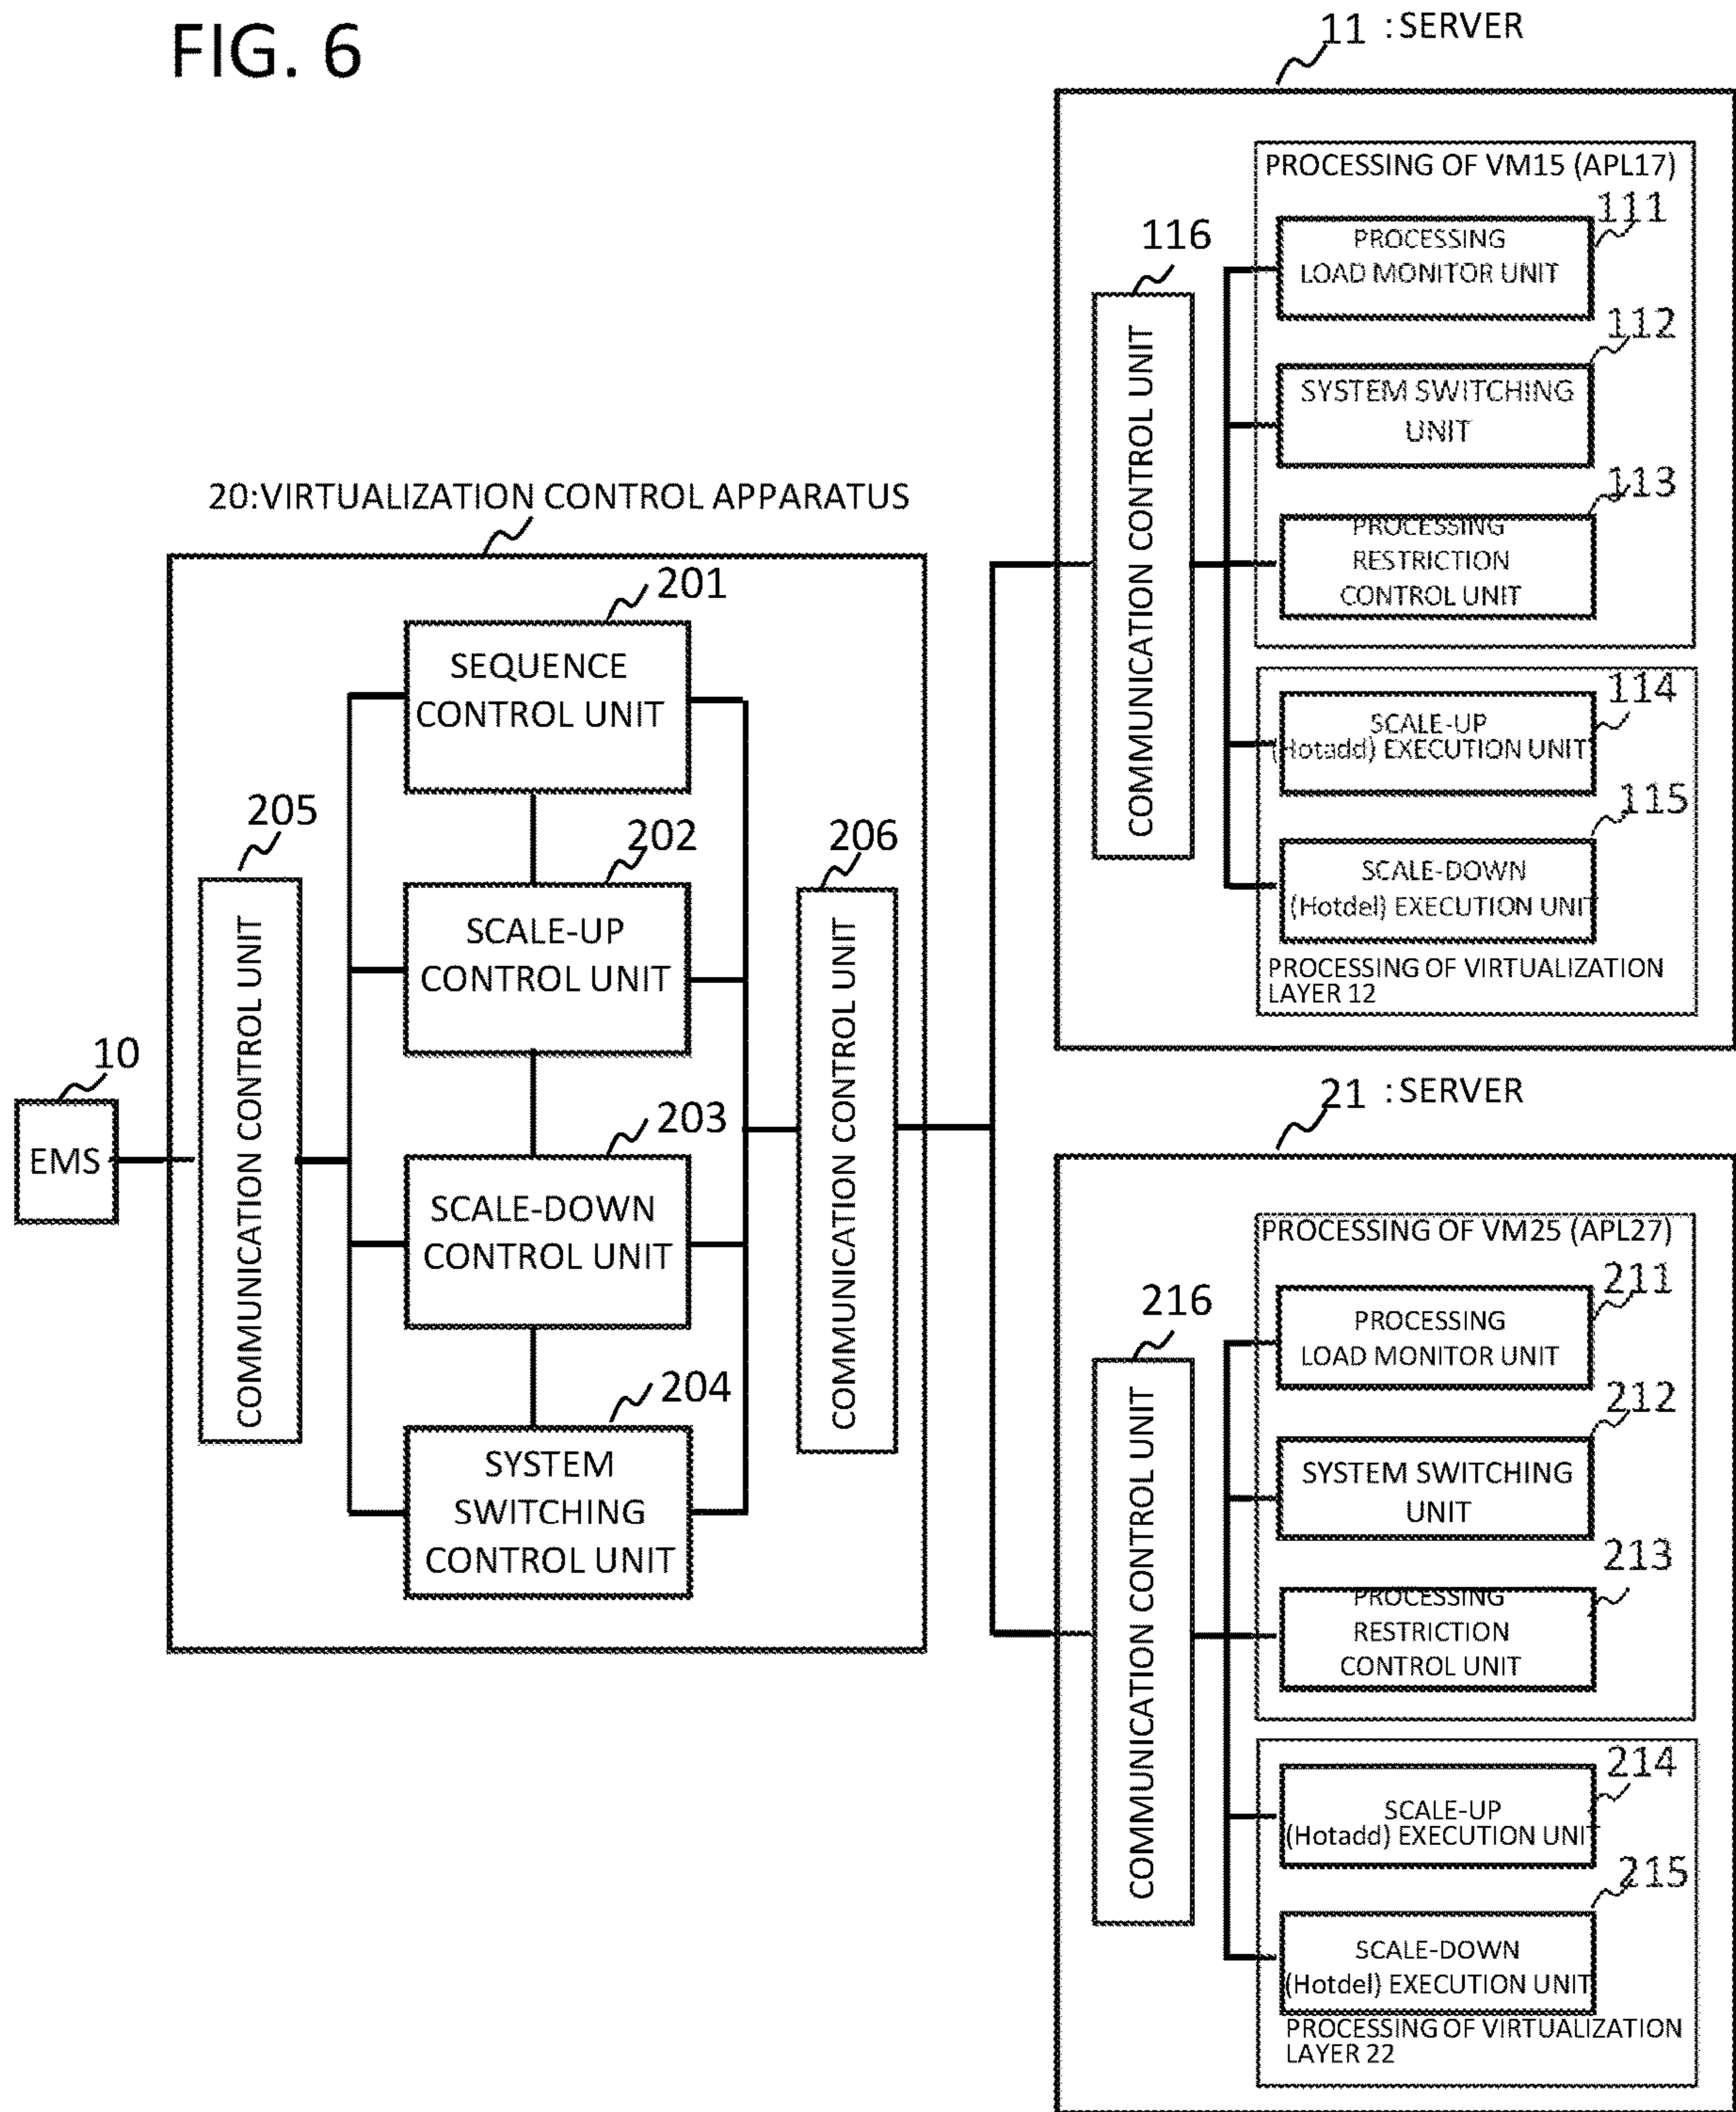 FIG. 6
11 : SERVER
PROCESSING OF VM15 (APL17)
111
PROCESSING
LOAD MONITOR UNIT
116
COMMUNICATION CONTROL UNIT
112
SYSTEM SWITCHING
UNIT
113
PROCESSING
RESTRICTION
CONTROL UNIT
114
SCALE-UP
(Hotadd) EXECUTION UNIT
115
SCALE-DOWN
(Hotdel) EXECUTION UNIT
PROCESSING OF VIRTUALIZATION
LAYER 12
20:VIRTUALIZATION CONTROL APPARATUS
201
SEQUENCE
CONTROL UNIT
205
COMMUNICATION CONTROL UNIT
202
SCALE-UP
CONTROL UNIT
206
COMMUNICATION CONTROL UNIT
10
EMS
203
SCALE-DOWN
CONTROL UNIT
204
SYSTEM
SWITCHING
CONTROL UNIT
21 : SERVER
PROCESSING OF VM25 (APL27)
211
PROCESSING
LOAD MONITOR UNIT
216
COMMUNICATION CONTROL UNIT
212
SYSTEM SWITCHING
UNIT
213
PROCESSING
RESTRICTION
CONTROL UNIT
214
SCALE-UP
(Hotadd) EXECUTION UNIT
215
SCALE-DOWN
(Hotdel) EXECUTION UNIT
PROCESSING OF VIRTUALIZATION
LAYER 22